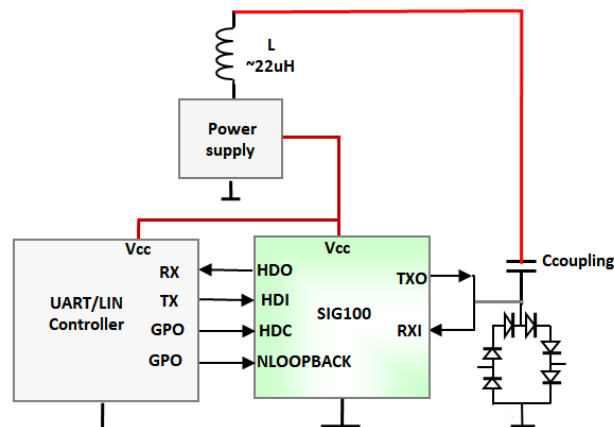 L
~22uH
Power
supply
Vcc
Vcc
Ccoupling
RX
HDO
TXO
UART/LIN
Controller
TX
HDI
SIG100
GPO
HDC
RXI
GPO
NLOOPBACK